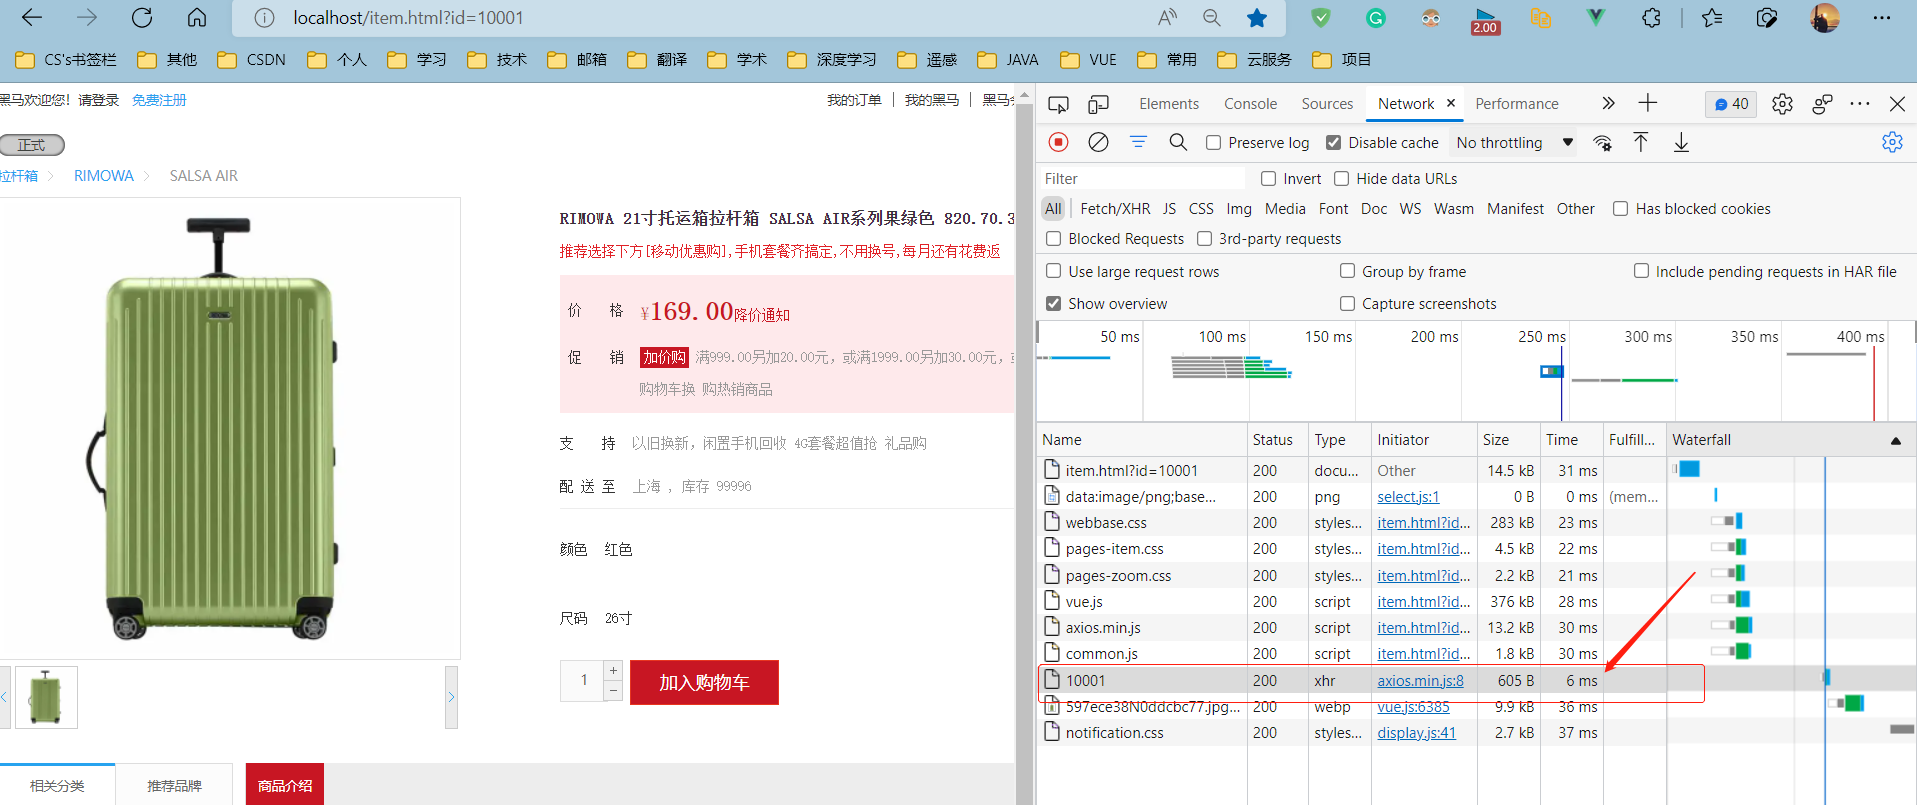 localhost/item.html?id=10001
2.00
CS's书签栏 其他 CSDN 个人 学习 技术 邮箱 翻译 学术 深度学习 遥感 JAVA VUE 常用 云服务 项目
黑马欢迎您！请登录 免费注册
我的订单 我的黑马 黑马会
正式
拉杆箱 RIMOWA SALSA AIR
RIMOWA 21寸托运箱拉杆箱 SALSA AIR系列果绿色 820.70.3
推荐选择下方[移动优惠购],手机套餐齐搞定,不用换号,每月还有花费返
价 格 ¥169.00降价通知
促 销 加价购 满999.00另加20.00元，或满1999.00另加30.00元，或
购物车换 购热销商品
支 持 以旧换新，闲置手机回收 4G套餐超值抢 礼品购
配 送 至 上海 ，库存 99996
颜色 红色
尺码 26寸
1 + −
加入购物车
相关分类 推荐品牌 商品介绍
Elements Console Sources Network Performance 40
Preserve log Disable cache No throttling
Filter Invert Hide data URLs
All Fetch/XHR JS CSS Img Media Font Doc WS Wasm Manifest Other Has blocked cookies
Blocked Requests 3rd-party requests
Use large request rows Group by frame Include pending requests in HAR file
Show overview Capture screenshots
50 ms 100 ms 150 ms 200 ms 250 ms 300 ms 350 ms 400 ms
Name Status Type Initiator Size Time Fulfill... Waterfall
item.html?id=10001 200 docu... Other 14.5 kB 31 ms
data:image/png;base... 200 png select.js:1 0 B 0 ms (mem...
webbase.css 200 styles... item.html?id... 283 kB 23 ms
pages-item.css 200 styles... item.html?id... 4.5 kB 22 ms
pages-zoom.css 200 styles... item.html?id... 2.2 kB 21 ms
vue.js 200 script item.html?id... 376 kB 28 ms
axios.min.js 200 script item.html?id... 13.2 kB 30 ms
common.js 200 script item.html?id... 1.8 kB 30 ms
10001 200 xhr axios.min.js:8 605 B 6 ms
597ece38N0ddcbc77.jpg... 200 webp vue.js:6385 9.9 kB 36 ms
notification.css 200 styles... display.js:41 2.7 kB 37 ms